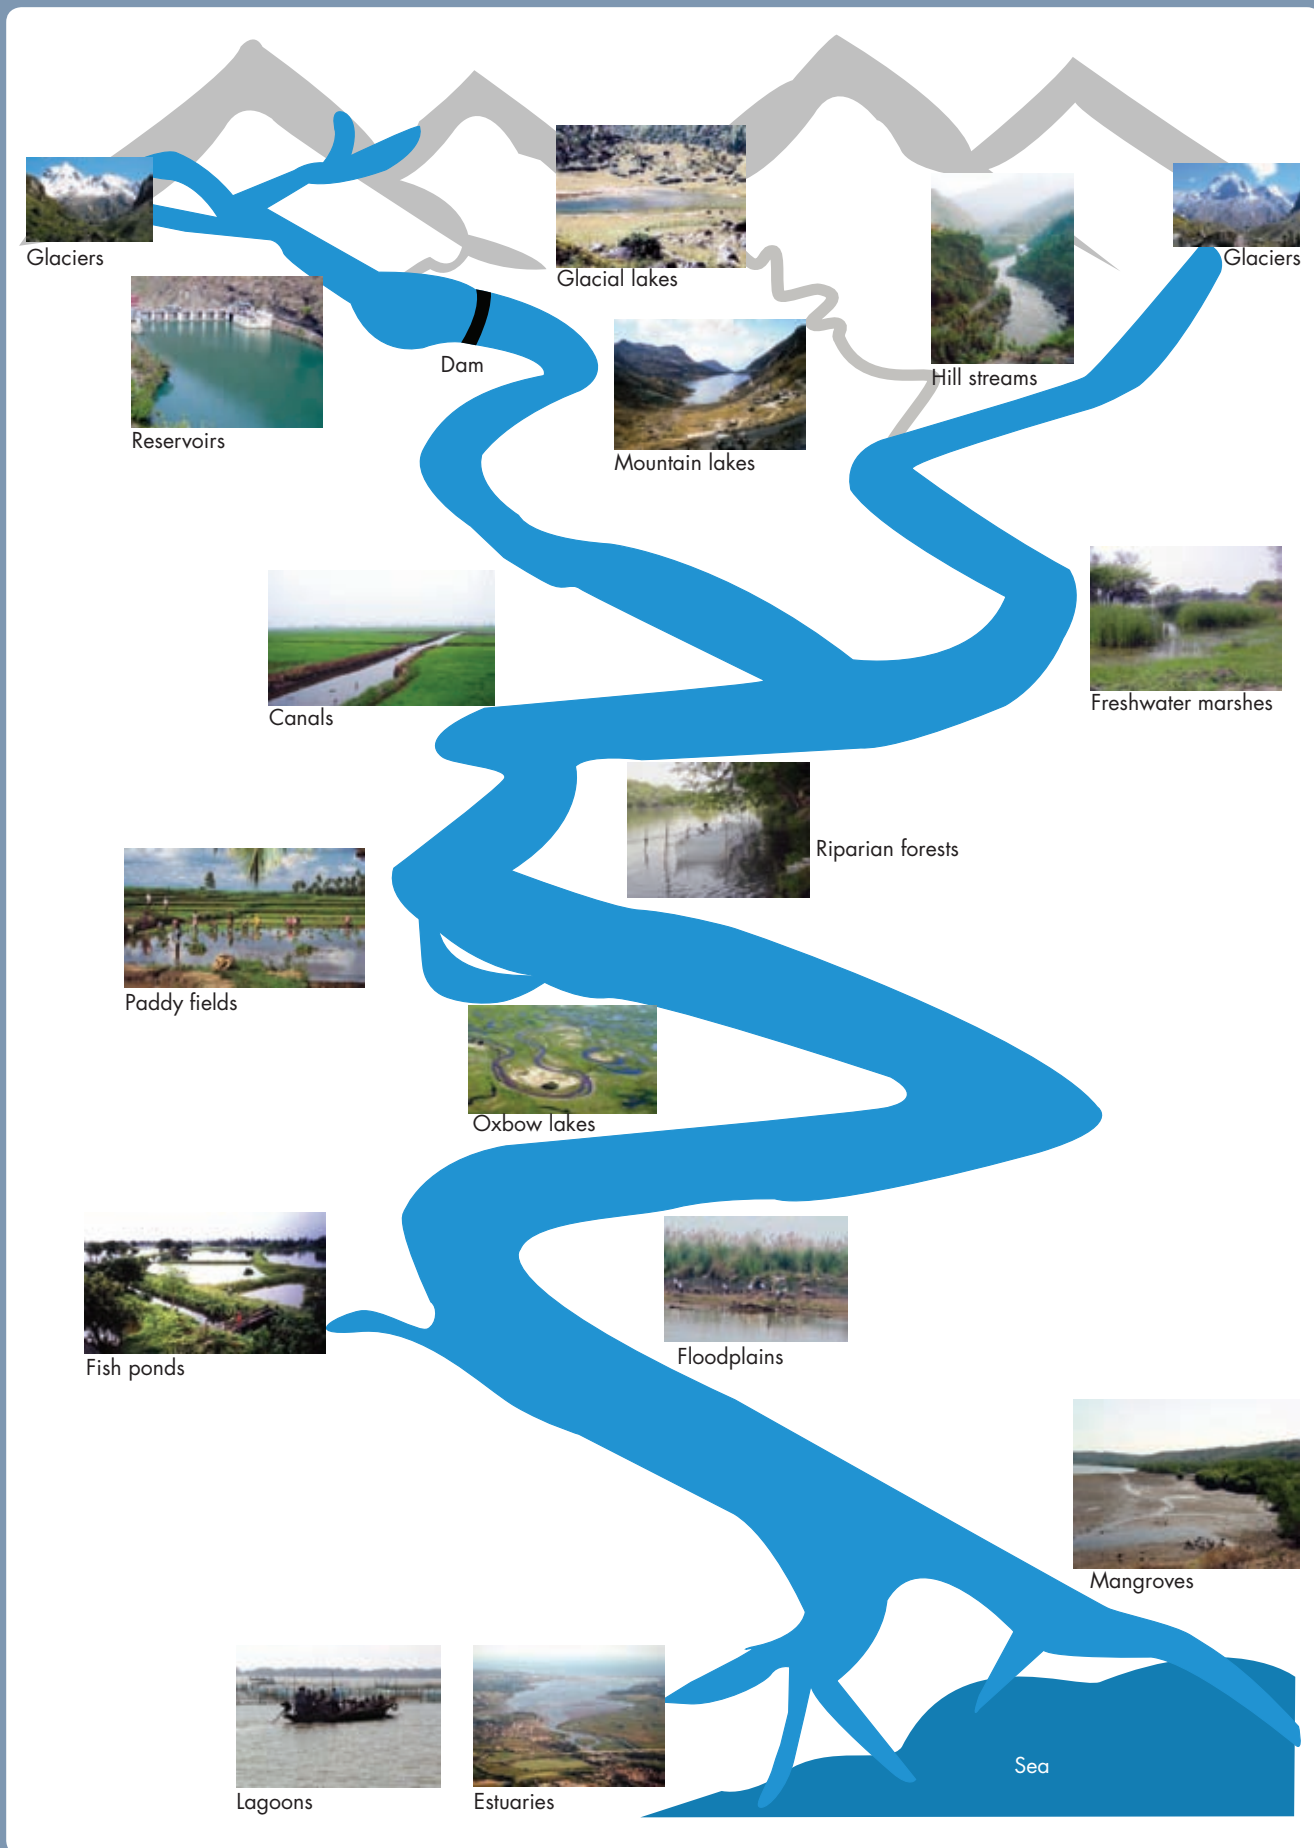 Glaciers
Glaciers
Glacial lakes
Dam
Hill streams
Reservoirs
Mountain lakes
Freshwater marshes
Canals
Riparian forests
Paddy fields
Oxbow lakes
Floodplains
Fish ponds
Mangroves
Sea
Lagoons
Estuaries